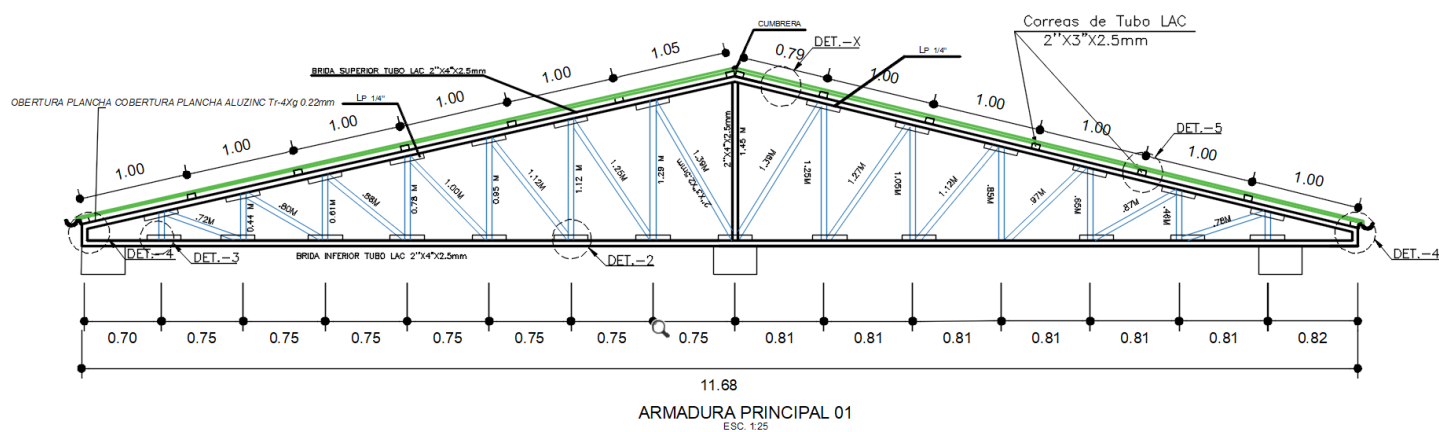 CUMBRERA
Correas de Tubo LAC
2''X3''X2.5mm
1.05
0.79
DET.-X
LP 1/4"
BRIDA SUPERIOR TUBO LAC 2"X4"X2.5mm
1.00
1.00
OBERTURA PLANCHA COBERTURA PLANCHA ALUZINC Tr-4Xg 0.22mm
LP 1/4"
1.00
1.00
1.00
1.00
DET.-5
1.00
1.00
1.00
1.00
.72M
0.44 M
.80M
0.61M
.88M
0.78 M
1.00M
0.95 M
1.12M
1.12 M
1.25M
1.29 M
1.39M
2"X3"X2.5mm
2"X4"X2.5mm
1.45 M
1.38M
1.25M
1.27M
1.05M
1.12M
.85M
.97M
.65M
.87M
.46M
.78M
DET.-4
DET.-3
BRIDA INFERIOR TUBO LAC 2"X4"X2.5mm
DET.-2
DET.-4
0.70
0.75
0.75
0.75
0.75
0.75
0.75
0.75
0.81
0.81
0.81
0.81
0.81
0.81
0.82
11.68
ARMADURA PRINCIPAL 01
ESC. 1:25